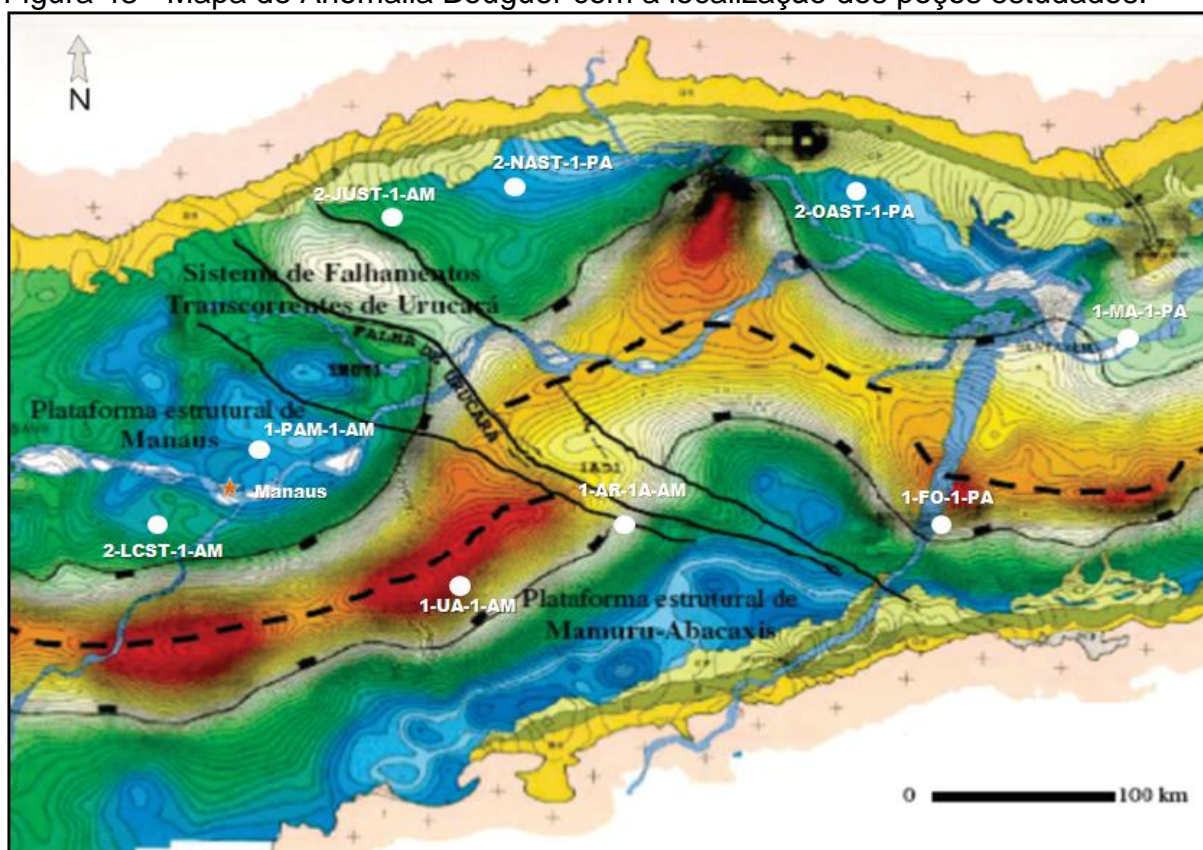 Figura 48 - Mapa de Anomalia Bouguer com a localização dos poços estudados.
N
D
2-NAST-1-PA
2-JUST-1-AM
2-OAST-1-PA
Sistema de Falhamentos
Transcorrentes de Urucará
FALHA DE URUCARÁ
1-MA-1-PA
Plataforma estrutural de
Manaus
1-PAM-1-AM
Manaus
1-AR-1A-AM
1-FO-1-PA
2-LCST-1-AM
1-UA-1-AM
Plataforma estrutural de
Mamuru-Abacaxis
0 100 km